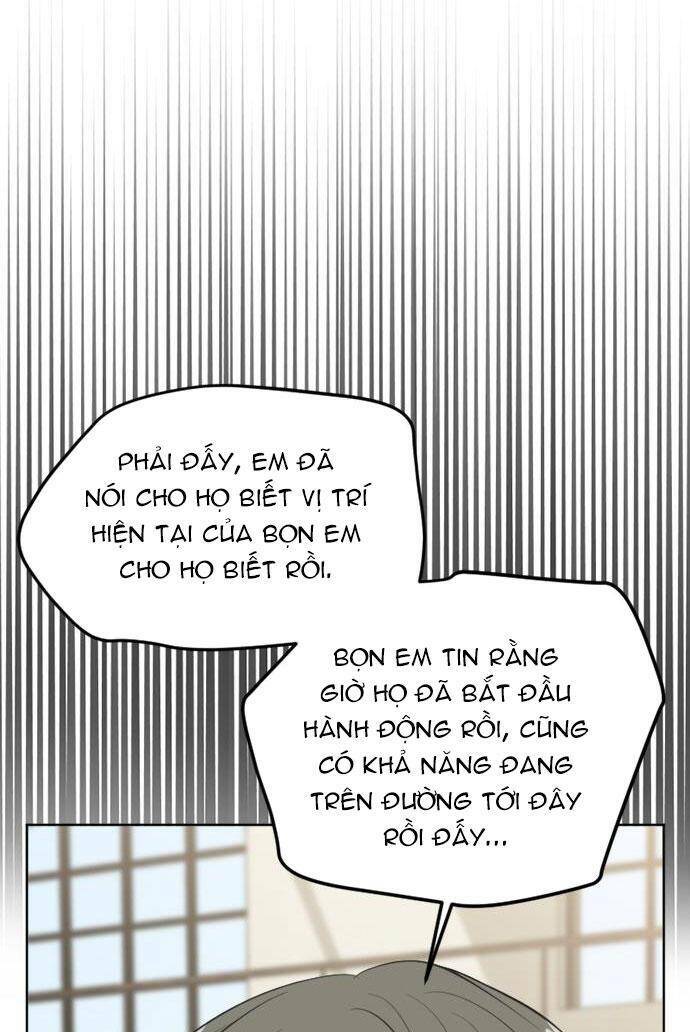 PHẢI ĐẤY, EM ĐÃ
NÓI CHO HỌ BIẾT VỊ TRÍ
HIỆN TẠI CỦA BỌN EM
CHO HỌ BIẾT RỒI.
BỌN EM TIN RẰNG
GIỜ HỌ ĐÃ BẮT ĐẦU
HÀNH ĐỘNG RỒI, CŨNG
CÓ KHẢ NĂNG ĐANG
TRÊN ĐƯỜNG TỚI ĐÂY
RỒI ĐẤY...